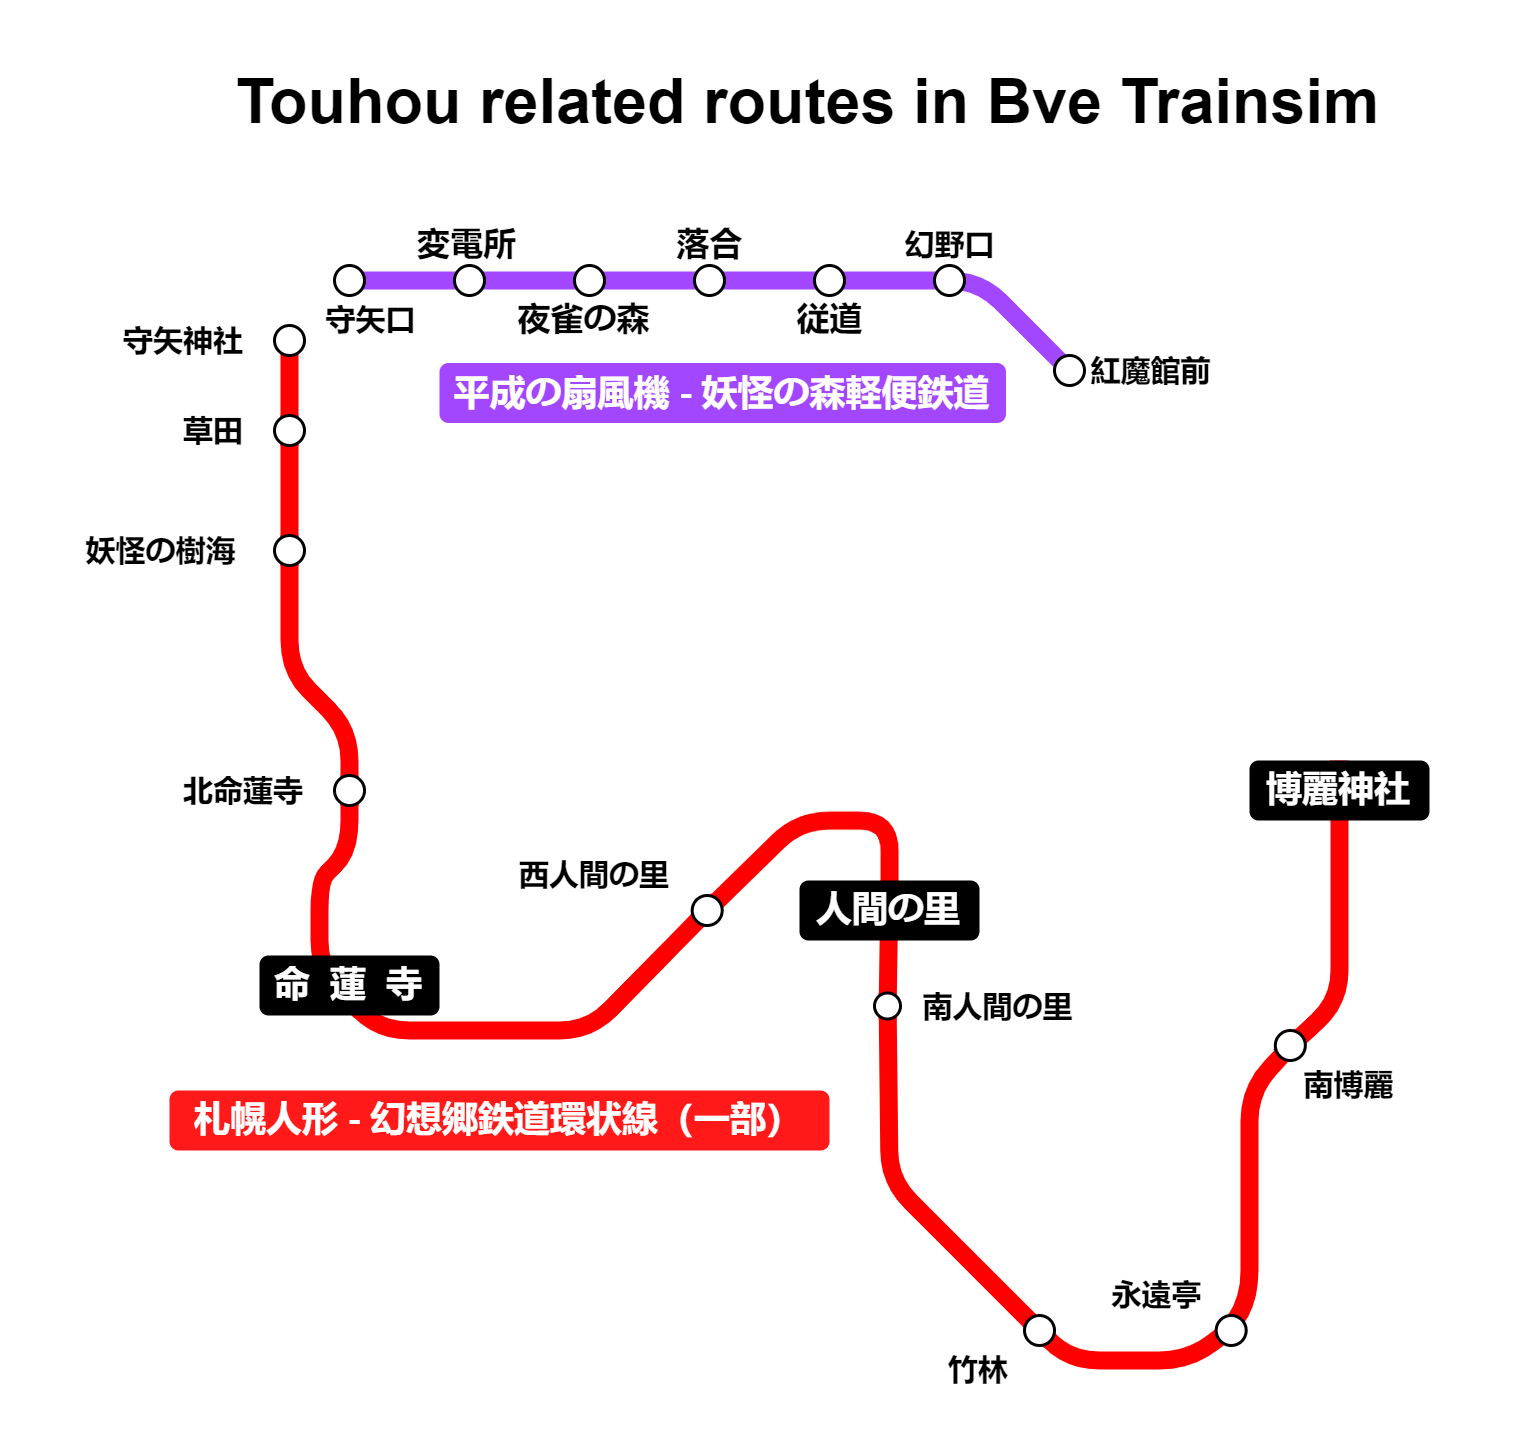 Touhou related routes in Bve Trainsim
変電所
落合
幻野口
守矢口
夜雀の森
従道
紅魔館前
平成の扇風機 - 妖怪の森軽便鉄道
守矢神社
草田
妖怪の樹海
北命蓮寺
博麗神社
西人間の里
人間の里
命 蓮 寺
南人間の里
南博麗
札幌人形 - 幻想郷鉄道環状線（一部）
永遠亭
竹林